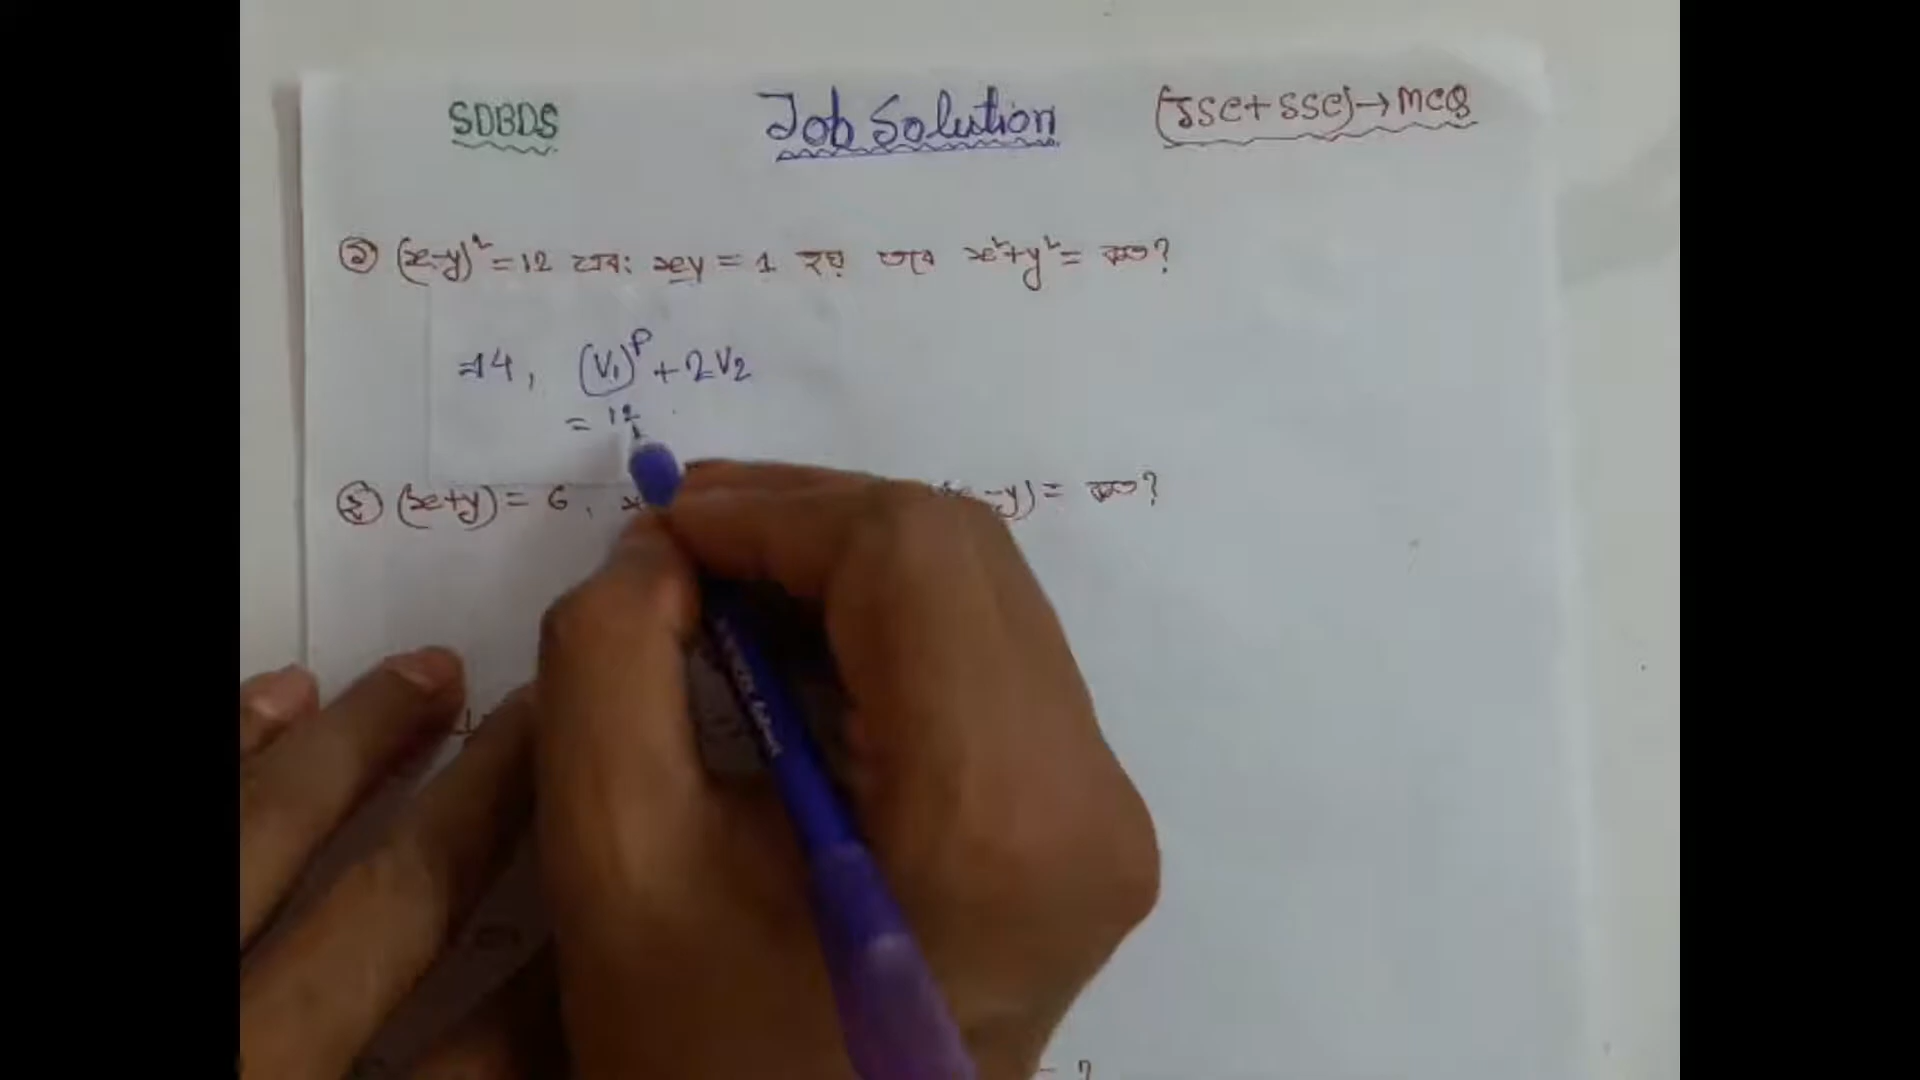 SDBDS
Job Solution
(JSC+SSC)→MCQ
১ (x-y)² = 12 এবং xy = 1 হয় তবে x²+y² = কত?
=14, (V₁)ᴾ + 2V₂
= 12
২ (x+y) = 6, x -y) = কত?